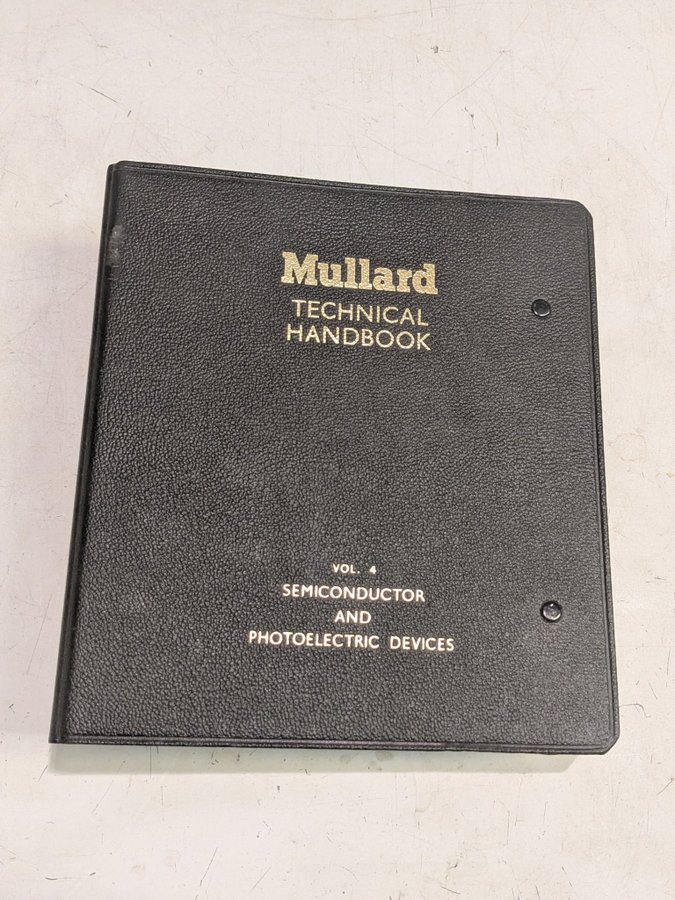 Mullard
TECHNICAL
HANDBOOK
VOL. 4
SEMICONDUCTOR
AND
PHOTOELECTRIC DEVICES